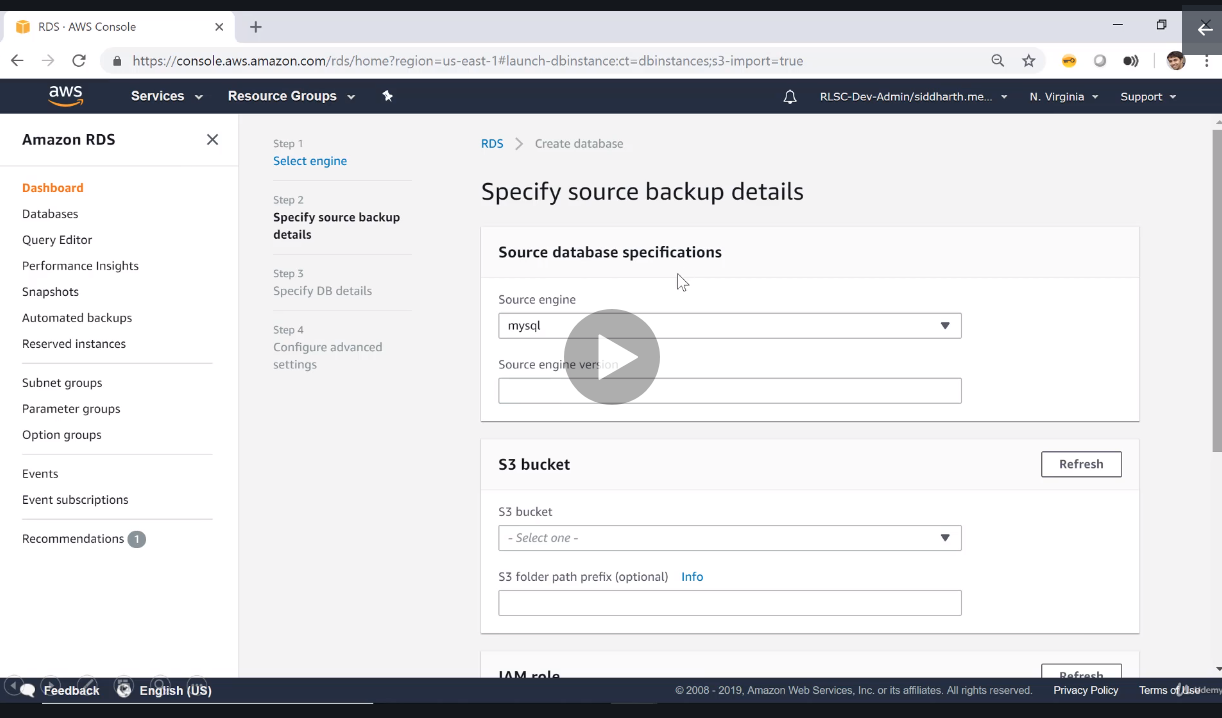 RDS · AWS Console
https://console.aws.amazon.com/rds/home?region=us-east-1#launch-dbinstance:ct=dbinstances;s3-import=true
aws
Services
Resource Groups
RLSC-Dev-Admin/siddharth.me...
N. Virginia
Support
Amazon RDS
Dashboard
Databases
Query Editor
Performance Insights
Snapshots
Automated backups
Reserved instances
Subnet groups
Parameter groups
Option groups
Events
Event subscriptions
Recommendations 1
Step 1
Select engine
Step 2
Specify source backup
details
Step 3
Specify DB details
Step 4
Configure advanced
settings
RDS > Create database
Specify source backup details
Source database specifications
Source engine
mysql
Source engine version
S3 bucket
Refresh
S3 bucket
- Select one -
S3 folder path prefix (optional) Info
IAM role
Refresh
Feedback
English (US)
© 2008 - 2019, Amazon Web Services, Inc. or its affiliates. All rights reserved.
Privacy Policy
Terms of Use
Udemy